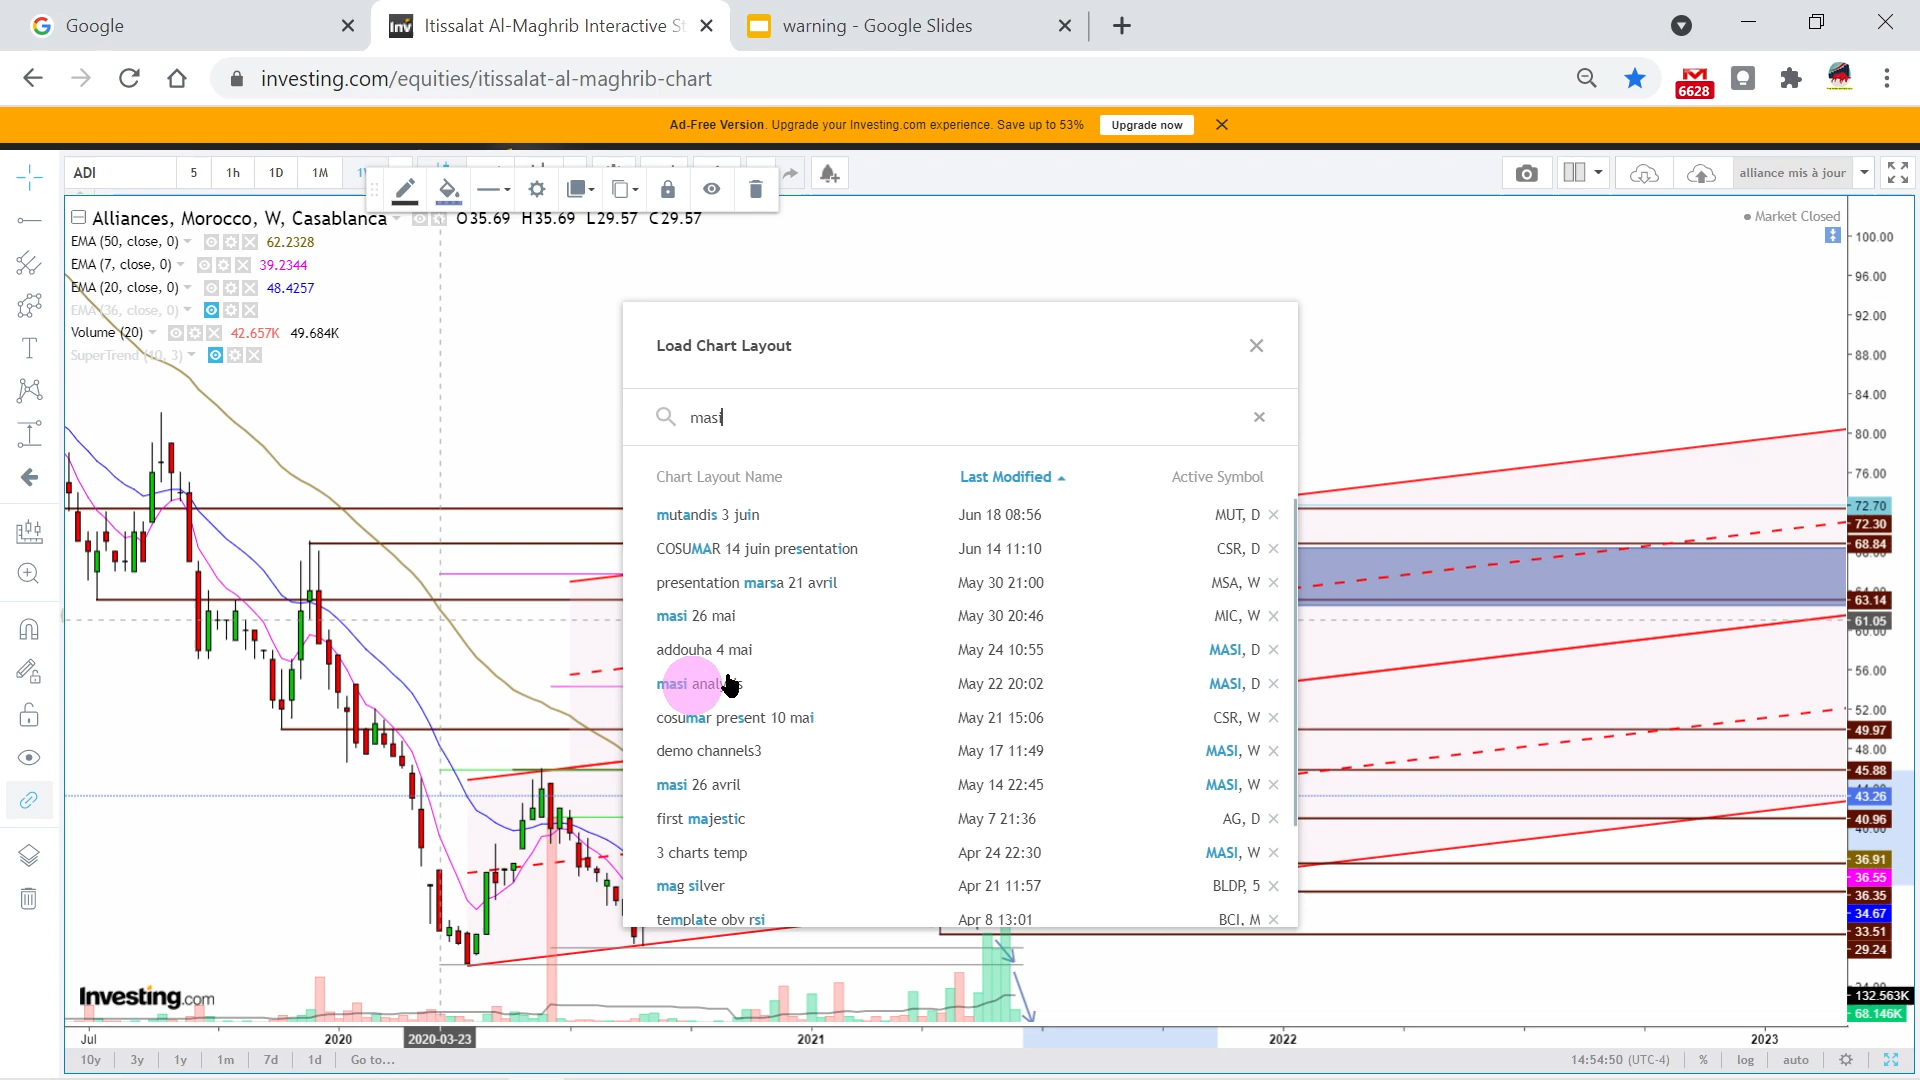 Google
Itissalat Al-Maghrib Interactive St
warning - Google Slides
investing.com/equities/itissalat-al-maghrib-chart
6628
Ad-Free Version. Upgrade your Investing.com experience. Save up to 53%
Upgrade now
ADI
5
1h
1D
1M
alliance mis à jour
Alliances, Morocco, W, Casablanca
O35.69 H35.69 L29.57 C29.57
Market Closed
EMA (50, close, 0)
62.2328
EMA (7, close, 0)
39.2344
EMA (20, close, 0)
48.4257
EMA (36, close, 0)
Volume (20)
42.657K 49.684K
SuperTrend (10, 3)
Load Chart Layout
masi
Chart Layout Name
Last Modified
Active Symbol
mutandis 3 juin
Jun 18 08:56
MUT, D
COSUMAR 14 juin presentation
Jun 14 11:10
CSR, D
presentation marsa 21 avril
May 30 21:00
MSA, W
masi 26 mai
May 30 20:46
MIC, W
addouha 4 mai
May 24 10:55
MASI, D
masi analysis
May 22 20:02
MASI, D
cosumar present 10 mai
May 21 15:06
CSR, W
demo channels3
May 17 11:49
MASI, W
masi 26 avril
May 14 22:45
MASI, W
first majestic
May 7 21:36
AG, D
3 charts temp
Apr 24 22:30
MASI, W
mag silver
Apr 21 11:57
BLDP, 5
template obv rsi
Apr 8 13:01
BCI, M
100.00
96.00
92.00
88.00
84.00
80.00
76.00
72.70
72.30
68.84
63.14
61.05
60.00
56.00
52.00
49.97
48.00
45.88
43.26
40.96
40.00
36.91
36.55
36.35
34.67
33.51
29.24
132.563K
68.146K
Investing.com
Jul
2020
2020-03-23
2021
2022
2023
10y
3y
1y
1m
7d
1d
Go to...
14:54:50 (UTC-4)
%
log
auto